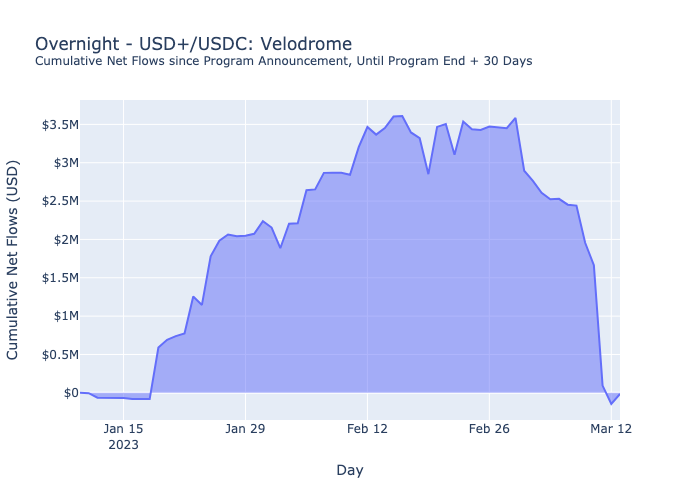 Overnight - USD+/USDC: Velodrome
Cumulative Net Flows since Program Announcement, Until Program End + 30 Days
Cumulative Net Flows (USD)
$3.5M
$3M
$2.5M
$2M
$1.5M
$1M
$0.5M
$0
Jan 15
2023
Jan 29
Feb 12
Feb 26
Mar 12
Day